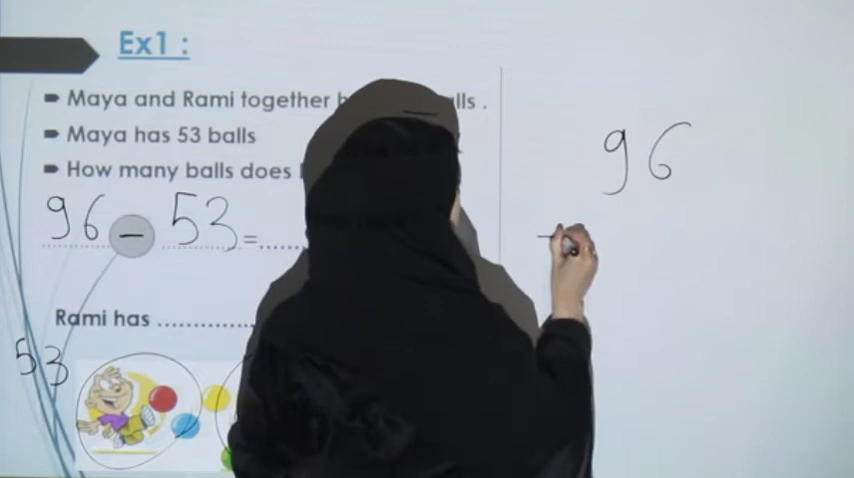 Ex1 :
Maya and Rami together
Maya has 53 balls
How many balls does
96 - 53 = ......
Rami has ............
53
96
-